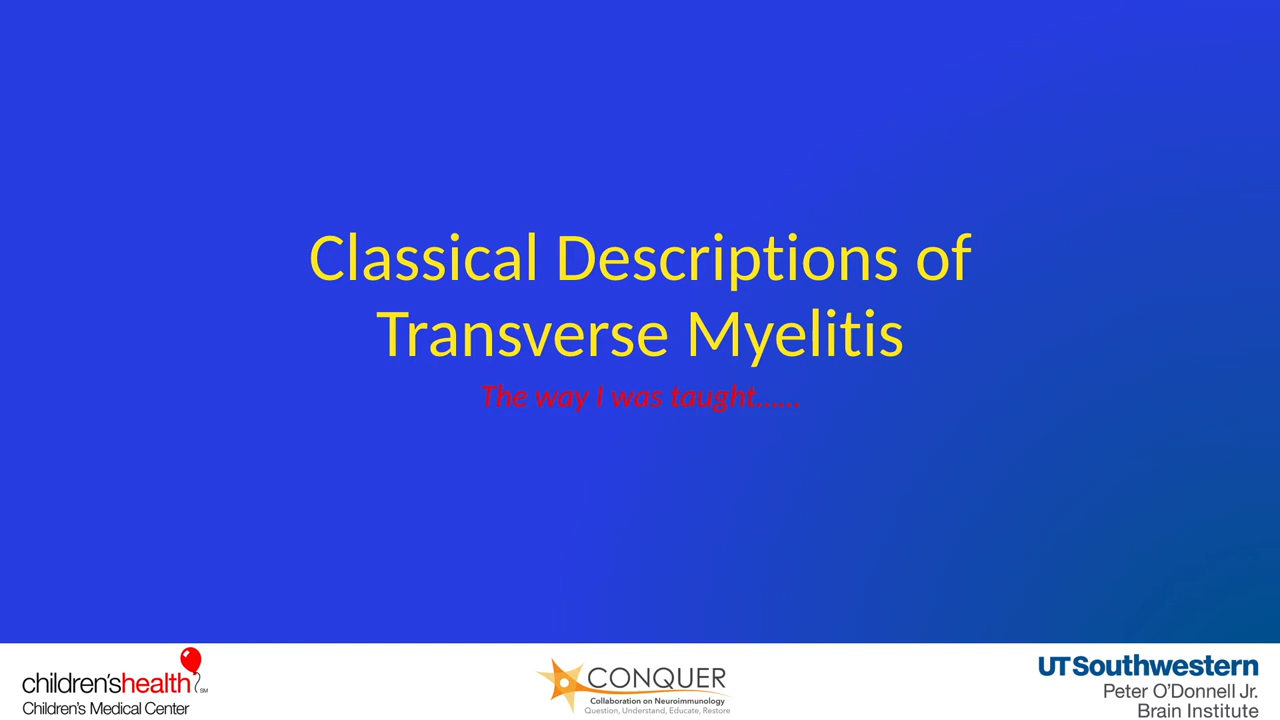 Classical Descriptions of
Transverse Myelitis
The way I was taught......
children'shealth SM
Children's Medical Center
CONQUER
Collaboration on Neuroimmunology
Question, Understand, Educate, Restore
UTSouthwestern
Peter O'Donnell Jr.
Brain Institute